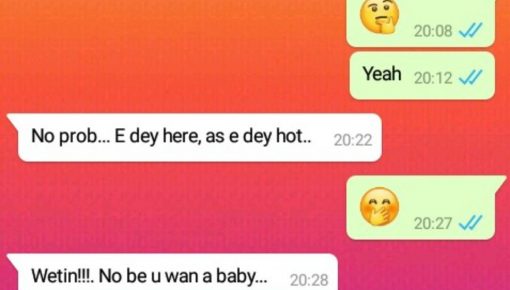 🤔 20:08
Yeah 20:12
No prob... E dey here, as e dey hot.. 20:22
🤭 20:27
Wetin!!!. No be u wan a baby... 20:28